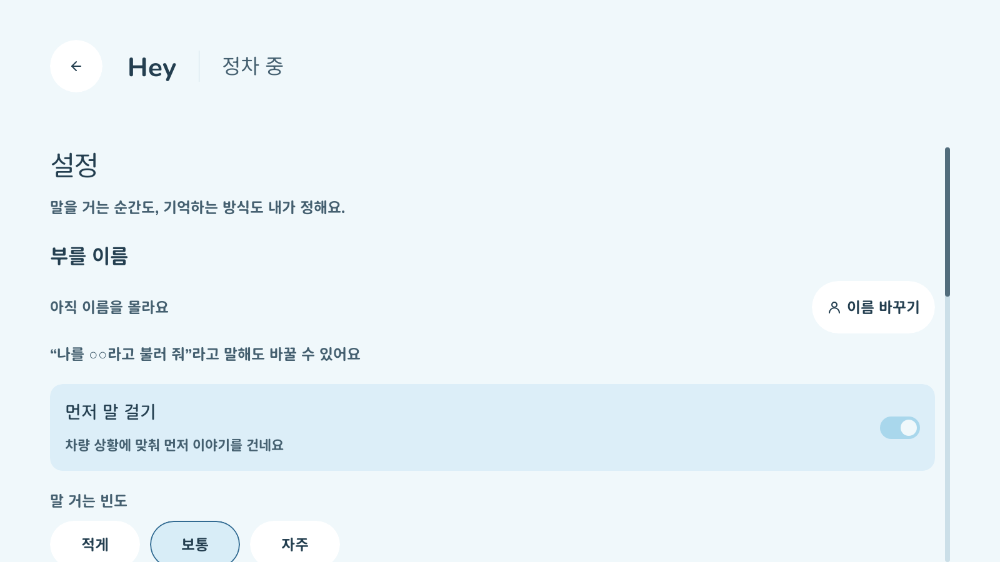 Hey
정차 중
설정
말을 거는 순간도, 기억하는 방식도 내가 정해요.
부를 이름
아직 이름을 몰라요
이름 바꾸기
“나를 ○○라고 불러 줘”라고 말해도 바꿀 수 있어요
먼저 말 걸기
차량 상황에 맞춰 먼저 이야기를 건네요
말 거는 빈도
적게
보통
자주